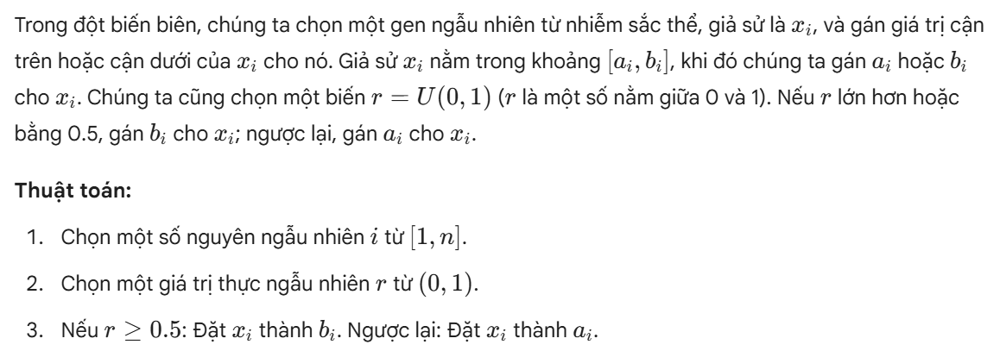 Trong đột biến biên, chúng ta chọn một gen ngẫu nhiên từ nhiễm sắc thể, giả sử là $x_i$, và gán giá trị cận
trên hoặc cận dưới của $x_i$ cho nó. Giả sử $x_i$ nằm trong khoảng $[a_i, b_i]$, khi đó chúng ta gán $a_i$ hoặc $b_i$
cho $x_i$. Chúng ta cũng chọn một biến $r = U(0, 1)$ ($r$ là một số nằm giữa 0 và 1). Nếu $r$ lớn hơn hoặc
bằng 0.5, gán $b_i$ cho $x_i$; ngược lại, gán $a_i$ cho $x_i$.
Thuật toán:
1. Chọn một số nguyên ngẫu nhiên $i$ từ $[1, n]$.
2. Chọn một giá trị thực ngẫu nhiên $r$ từ $(0, 1)$.
3. Nếu $r \geq 0.5$: Đặt $x_i$ thành $b_i$. Ngược lại: Đặt $x_i$ thành $a_i$.